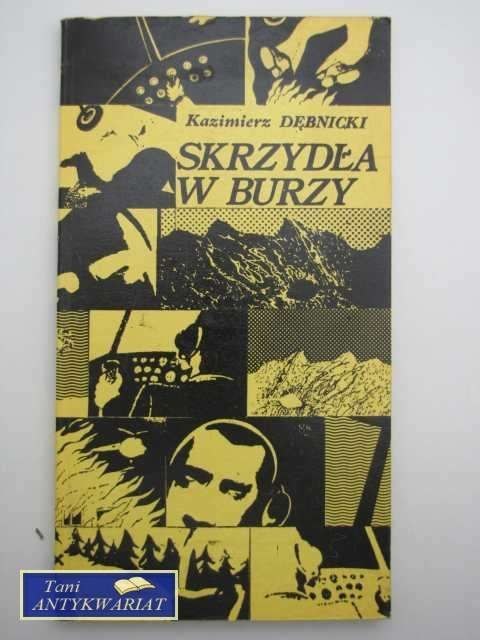 Kazimierz DĘBNICKI
SKRZYDŁA
W BURZY
Tani
ANTYKWARIAT